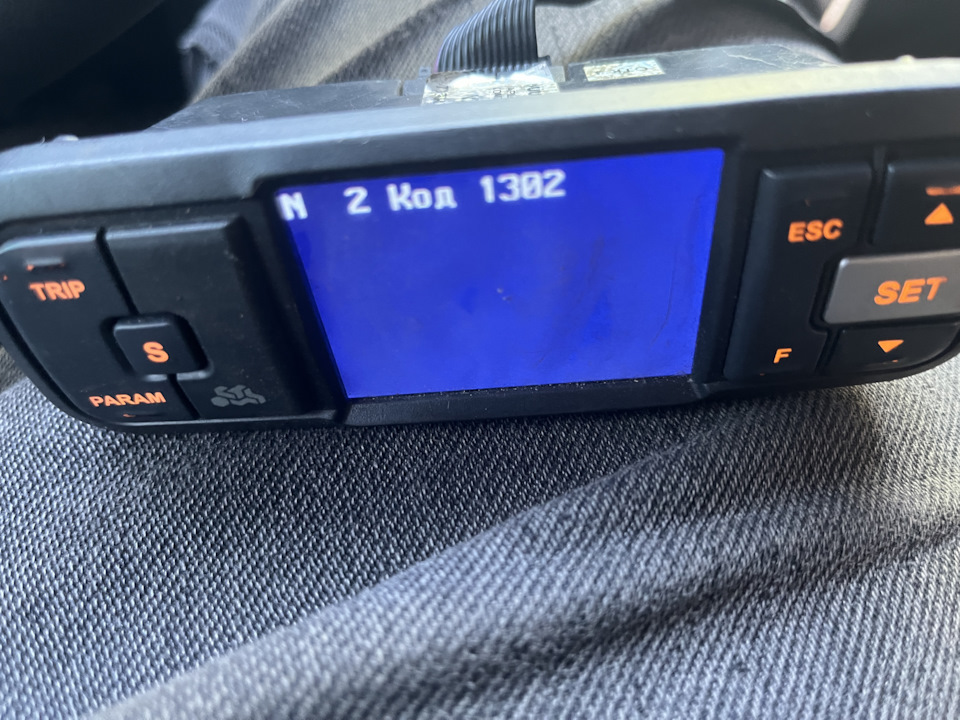 N 2 Код 1302
TRIP
S
PARAM
ESC
SET
F